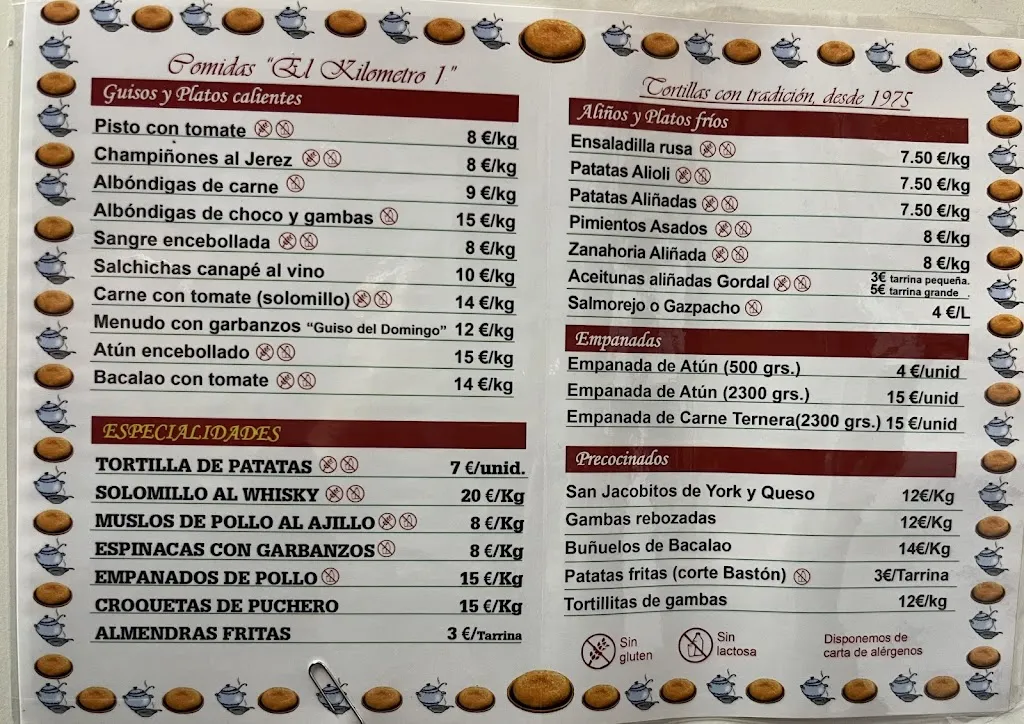 Comidas "El Kilometro 1"
Guisos y Platos calientes
Pisto con tomate 8 €/kg
Champiñones al Jerez 8 €/kg
Albóndigas de carne 9 €/kg
Albóndigas de choco y gambas 15 €/kg
Sangre encebollada 8 €/kg
Salchichas canapé al vino 10 €/kg
Carne con tomate (solomillo) 14 €/kg
Menudo con garbanzos "Guiso del Domingo" 12 €/kg
Atún encebollado 15 €/kg
Bacalao con tomate 14 €/kg
ESPECIALIDADES
TORTILLA DE PATATAS 7 €/unid.
SOLOMILLO AL WHISKY 20 €/Kg
MUSLOS DE POLLO AL AJILLO 8 €/Kg
ESPINACAS CON GARBANZOS 8 €/Kg
EMPANADOS DE POLLO 15 €/Kg
CROQUETAS DE PUCHERO 15 €/Kg
ALMENDRAS FRITAS 3 €/Tarrina
Tortillas con tradición, desde 1975
Aliños y Platos fríos
Ensaladilla rusa 7.50 €/kg
Patatas Alioli 7.50 €/kg
Patatas Aliñadas 7.50 €/kg
Pimientos Asados 8 €/kg
Zanahoria Aliñada 8 €/kg
Aceitunas aliñadas Gordal 3€ tarrina pequeña.
5€ tarrina grande .
Salmorejo o Gazpacho 4 €/L
Empanadas
Empanada de Atún (500 grs.) 4 €/unid
Empanada de Atún (2300 grs.) 15 €/unid
Empanada de Carne Ternera(2300 grs.) 15 €/unid
Precocinados
San Jacobitos de York y Queso 12€/Kg
Gambas rebozadas 12€/Kg
Buñuelos de Bacalao 14€/Kg
Patatas fritas (corte Bastón) 3€/Tarrina
Tortillitas de gambas 12€/kg
Sin
gluten
Sin
lactosa
Disponemos de
carta de alérgenos